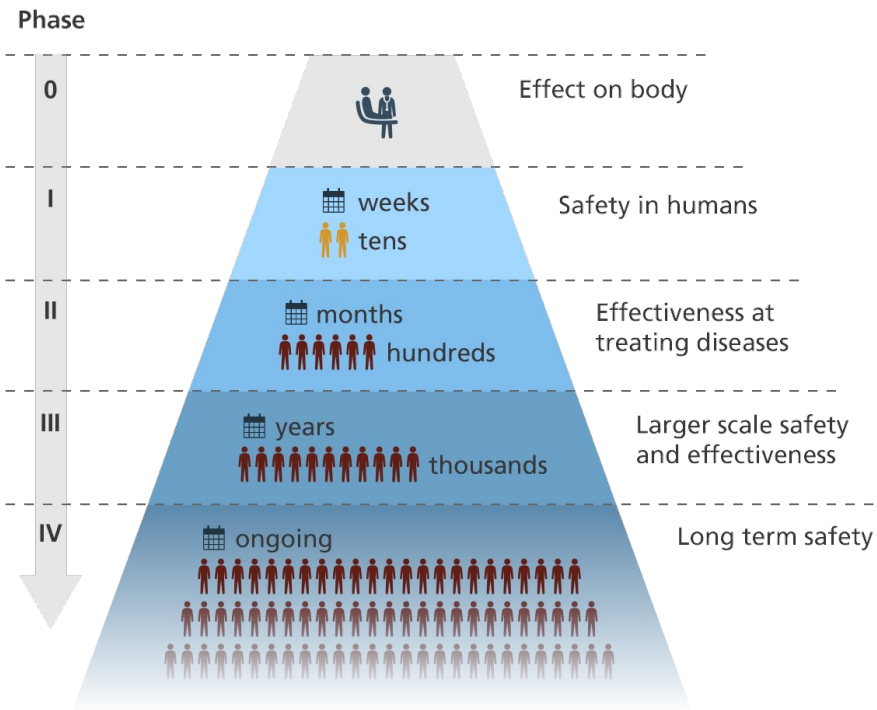 Phase
0
Effect on body
I
weeks
Safety in humans
tens
II
months
Effectiveness at
treating diseases
hundreds
III
years
Larger scale safety
and effectiveness
thousands
IV
ongoing
Long term safety